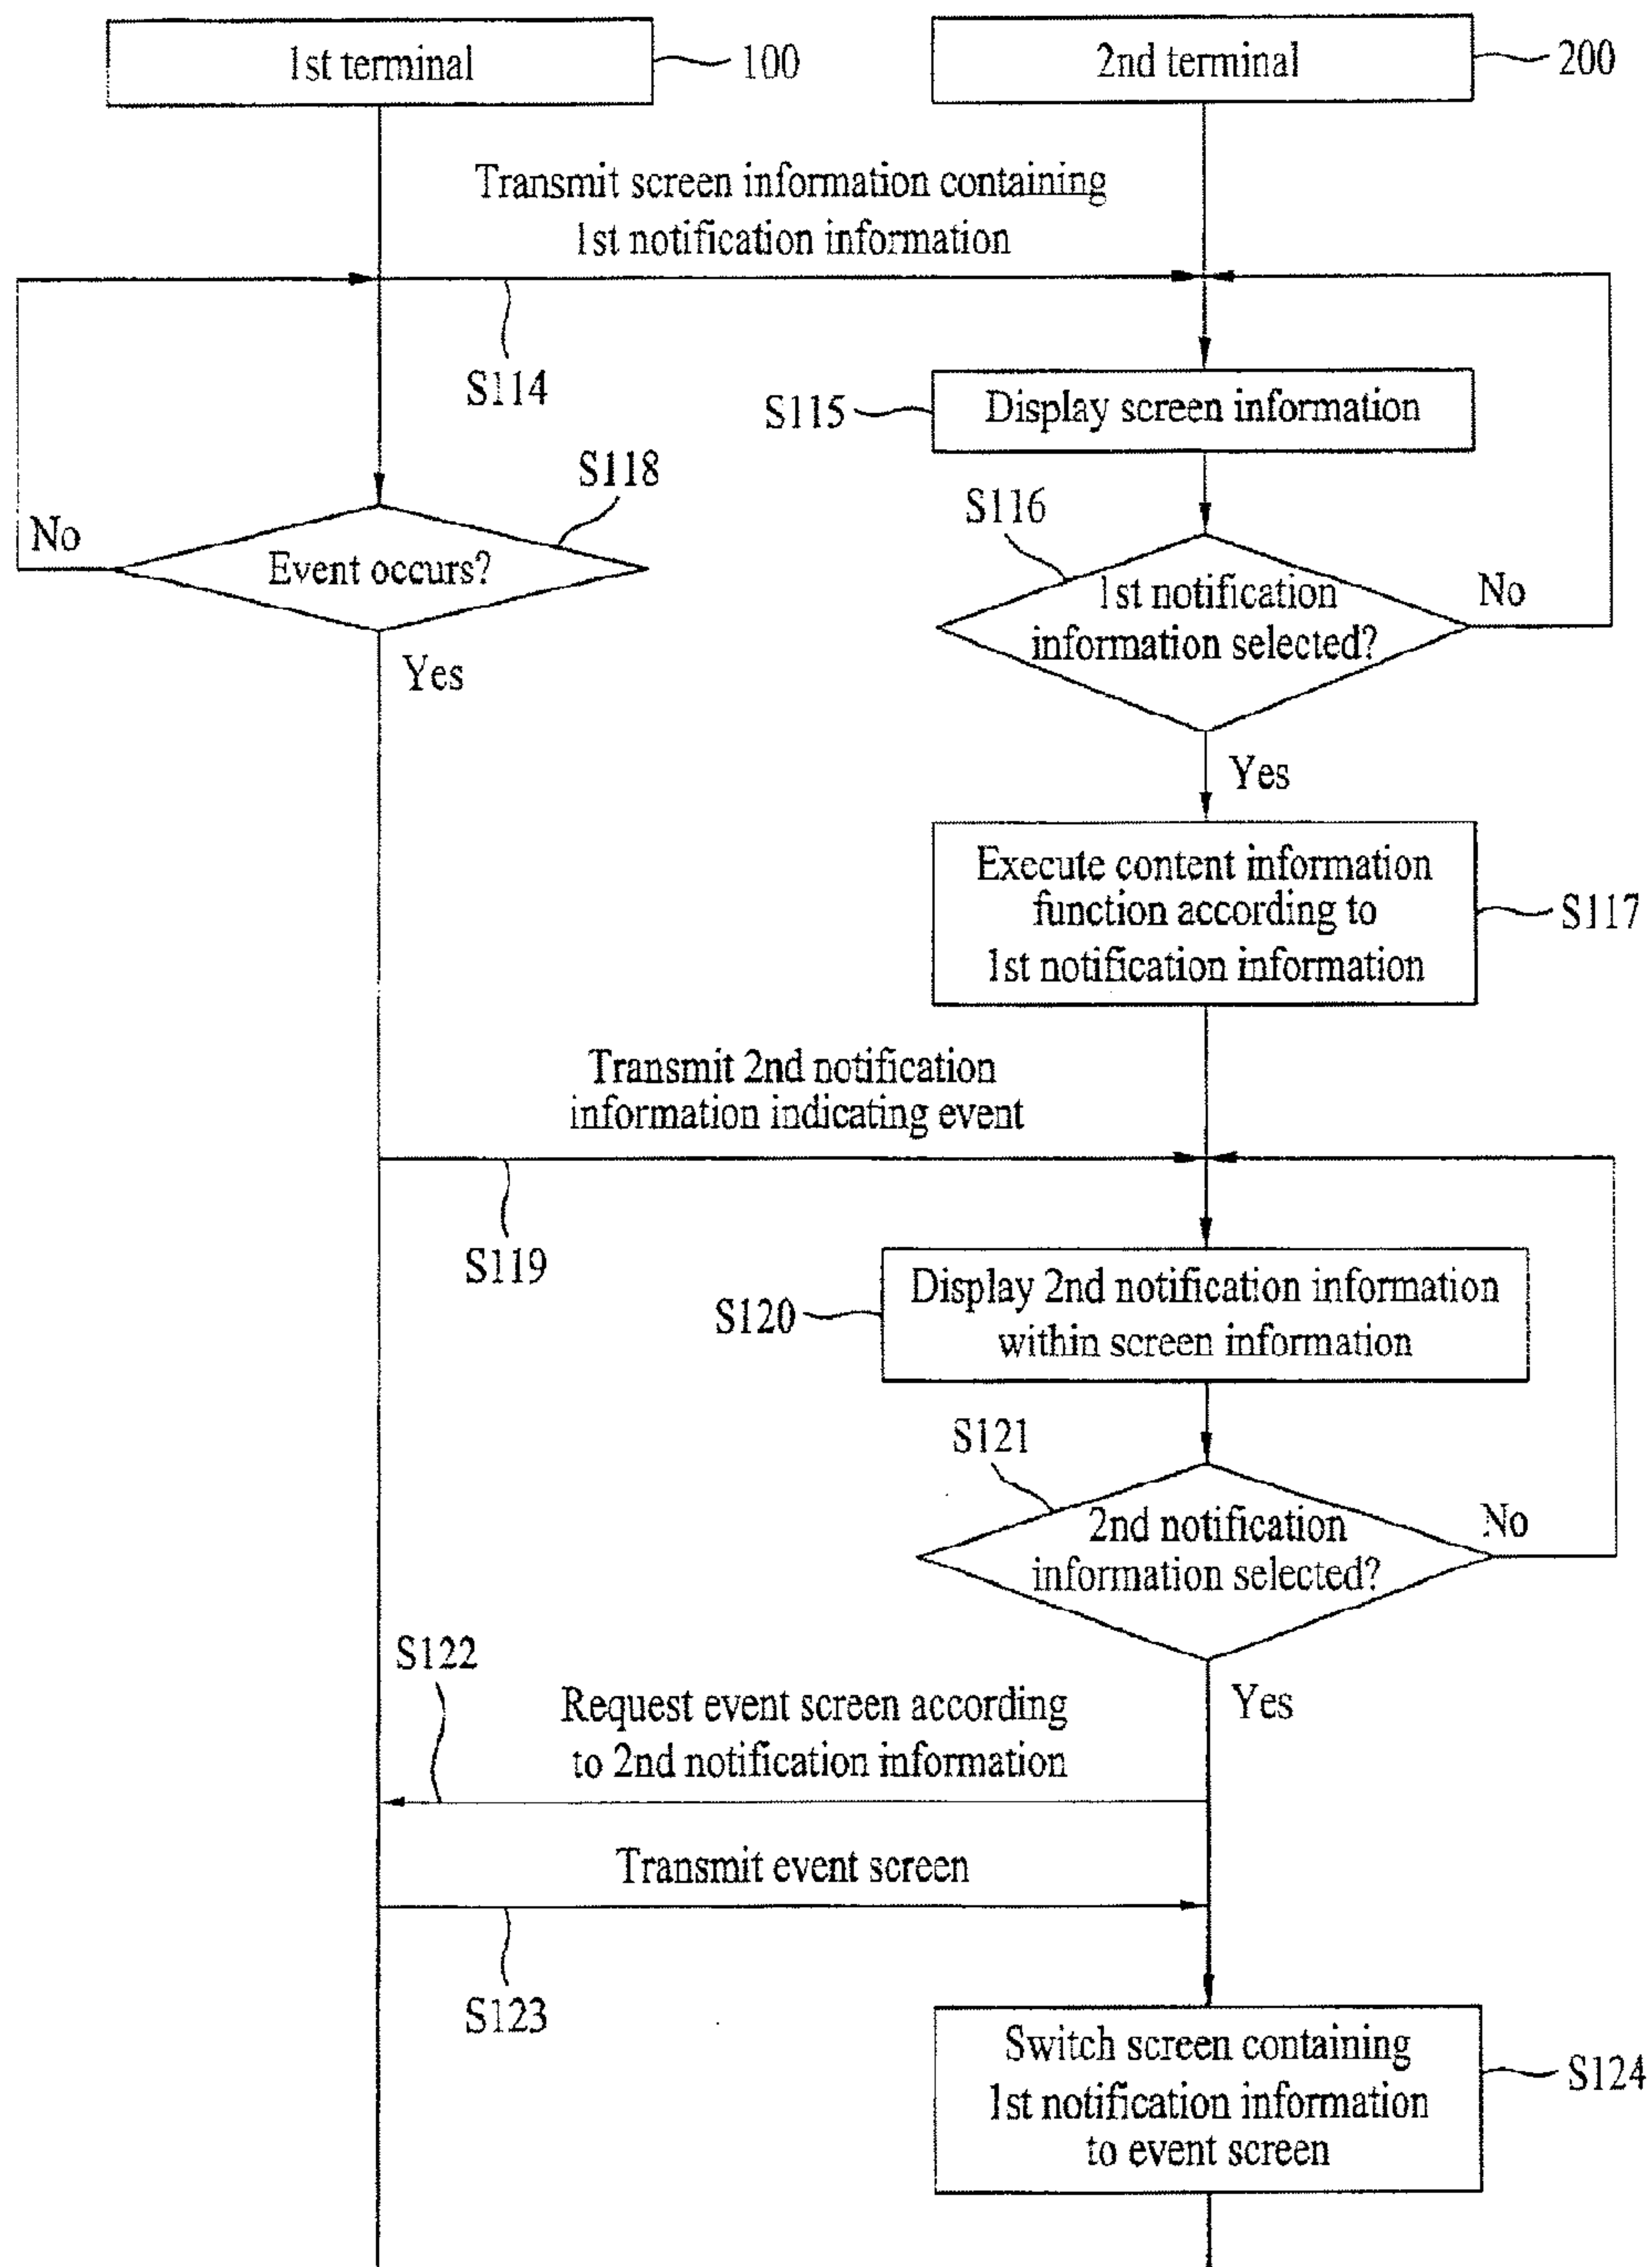 1st terminal
100
2nd terminal
200
Transmit screen information containing
1st notification information
S114
S115
Display screen information
S118
No
Event occurs?
Yes
S116
1st notification
information selected?
No
Yes
Execute content information
function according to
1st notification information
S117
Transmit 2nd notification
information indicating event
S119
S120
Display 2nd notification information
within screen information
S121
2nd notification
information selected?
No
Yes
S122
Request event screen according
to 2nd notification information
Transmit event screen
S123
Switch screen containing
1st notification information
to event screen
S124